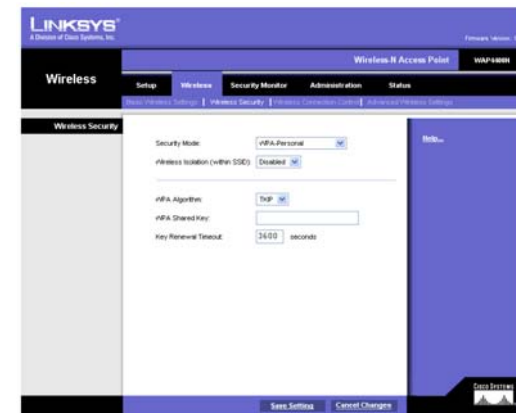 LINKSYS®
A Division of Cisco Systems, Inc.
Firmware Version:
Wireless-N Access Point
Wireless
Setup
Wireless
Security Monitor
Administration
Status
Basic Wireless Settings
Wireless Security
Wireless Connection Control
Advanced Wireless Settings
Wireless Security
Security Mode:
WPA-Personal
Wireless Isolation (within SSID):
Disabled
Help...
WPA Algorithm:
TKIP
WPA Shared Key:
Key Renewal Timeout:
3600 seconds
Save Setting
Cancel Changes
CISCO SYSTEMS